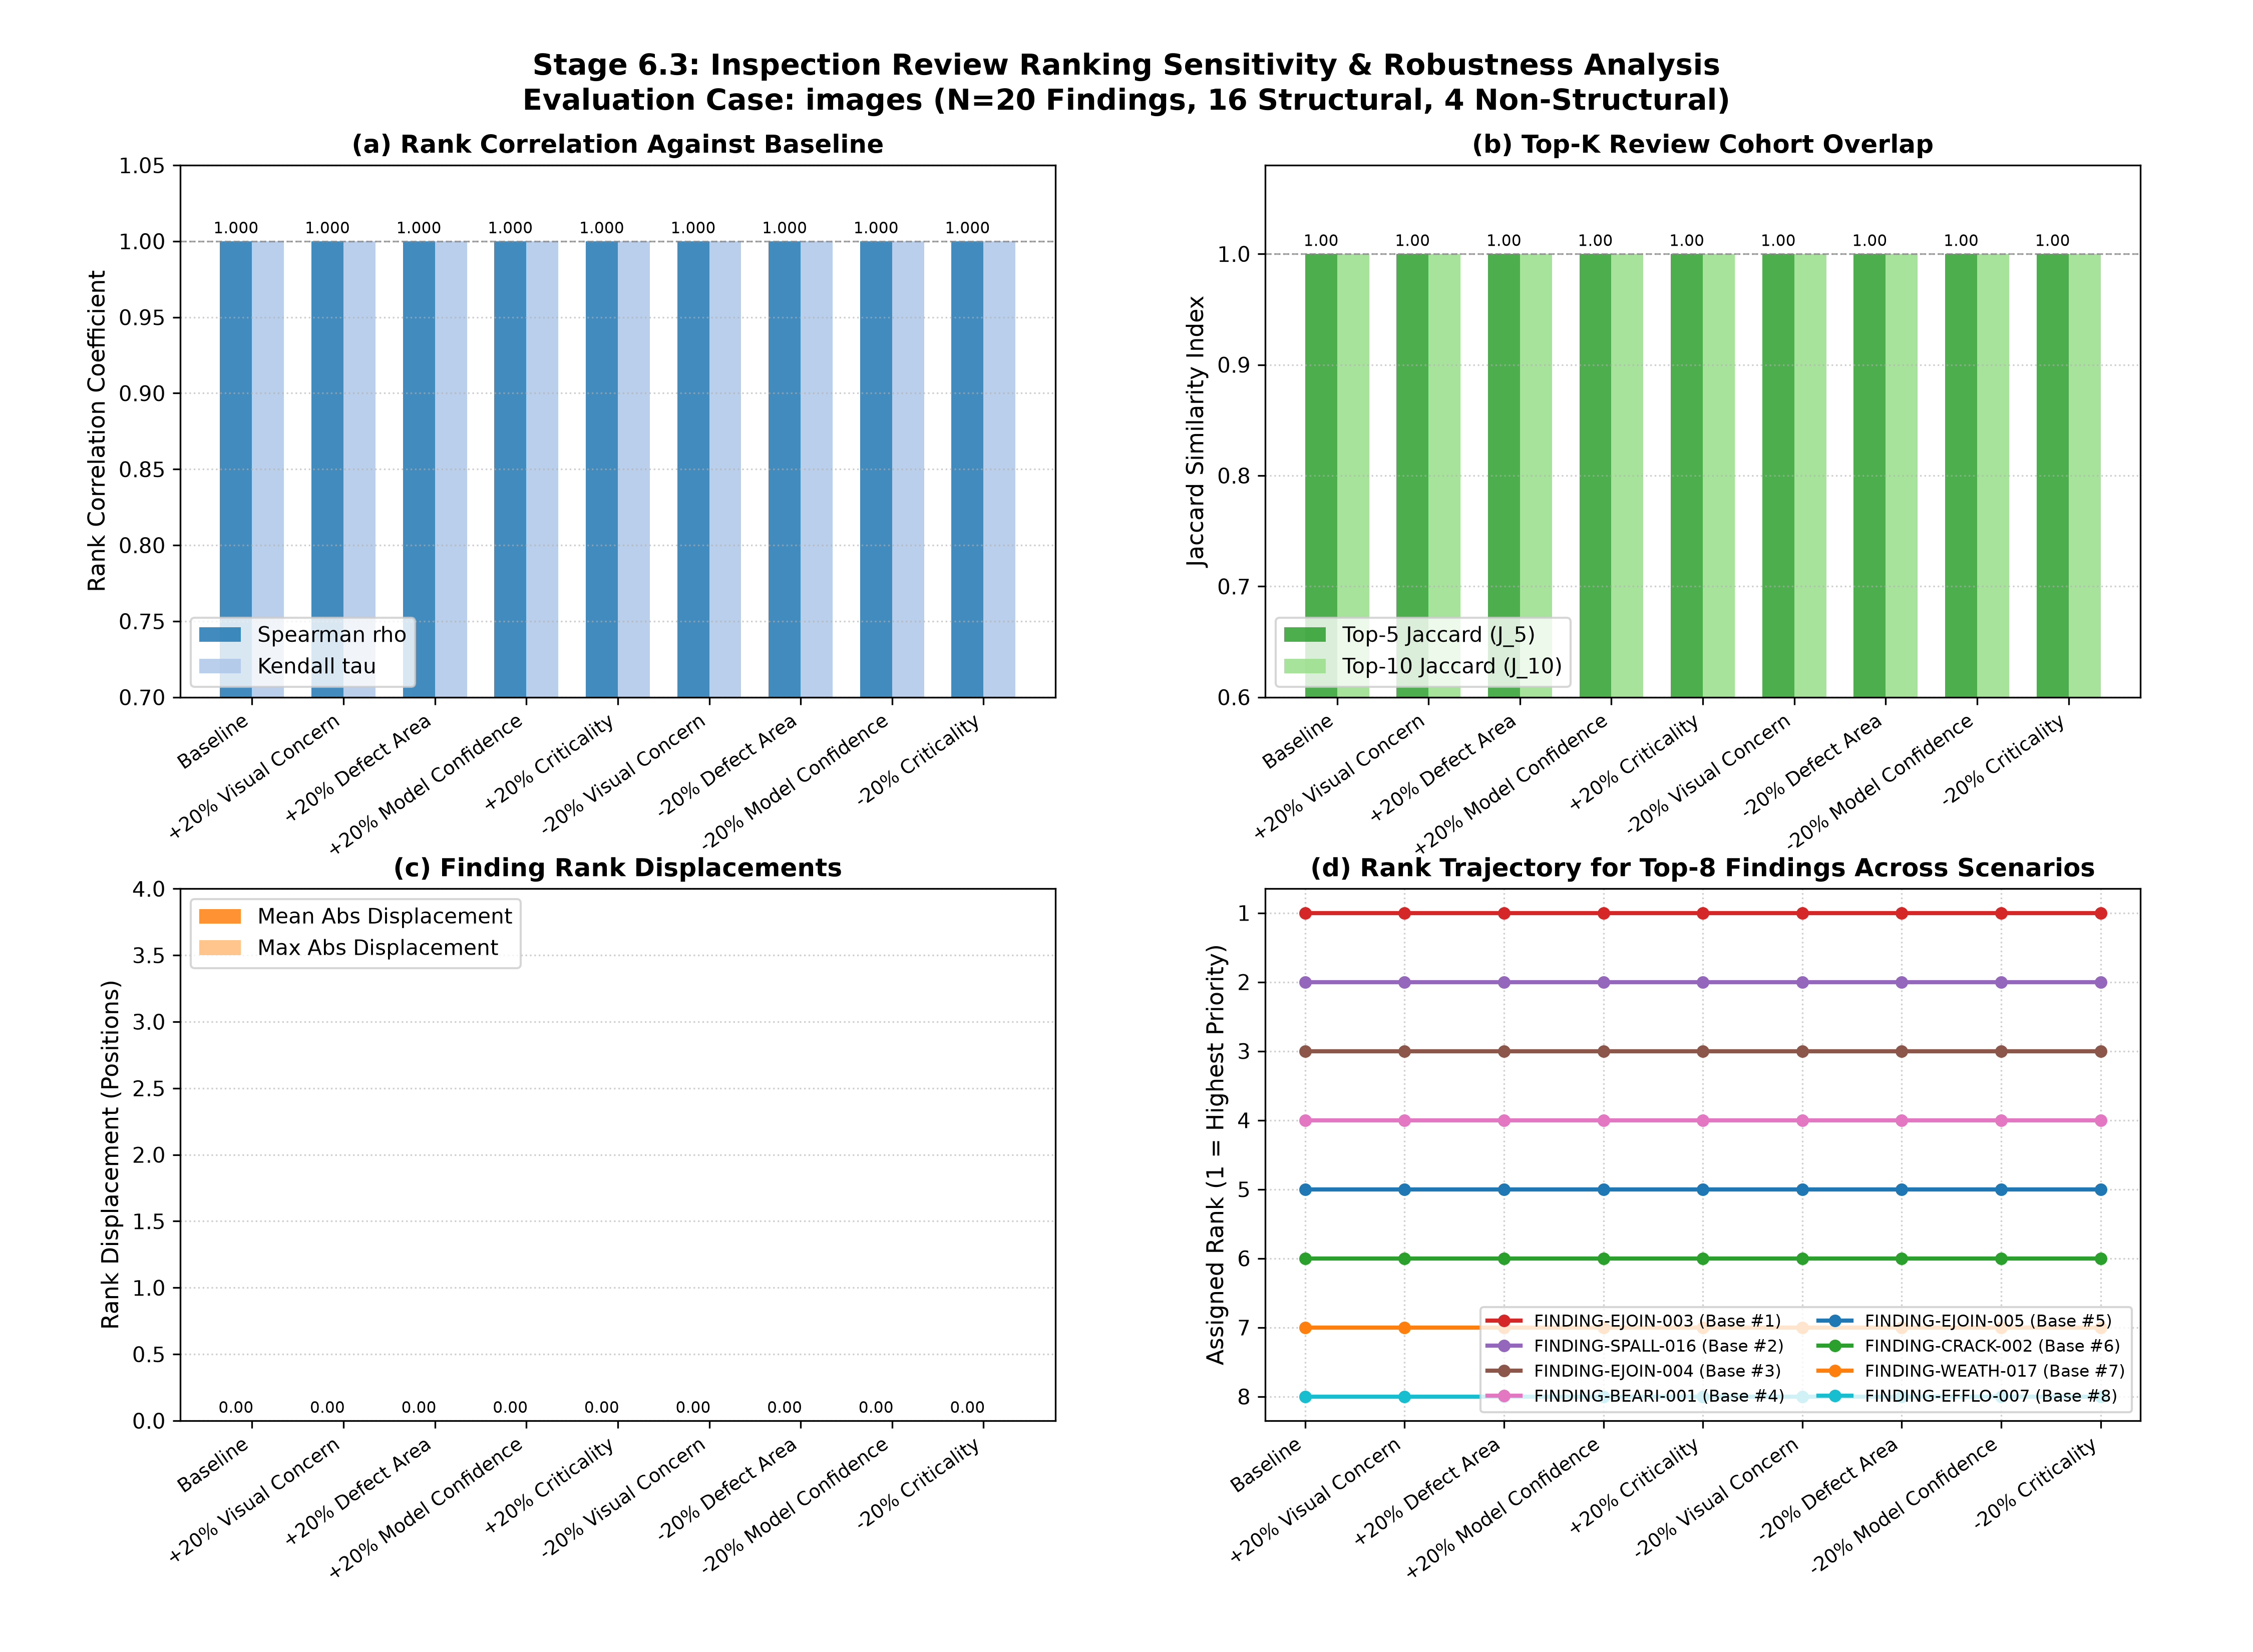 Stage 6.3: Inspection Review Ranking Sensitivity & Robustness Analysis
Evaluation Case: images (N=20 Findings, 16 Structural, 4 Non-Structural)
(a) Rank Correlation Against Baseline
Rank Correlation Coefficient
1.05
1.00
0.95
0.90
0.85
0.80
0.75
0.70
1.000 1.000 1.000 1.000 1.000 1.000 1.000 1.000 1.000
Spearman rho
Kendall tau
Baseline
+20% Visual Concern
+20% Defect Area
+20% Model Confidence
+20% Criticality
-20% Visual Concern
-20% Defect Area
-20% Model Confidence
-20% Criticality
(b) Top-K Review Cohort Overlap
Jaccard Similarity Index
1.0
0.9
0.8
0.7
0.6
1.00 1.00 1.00 1.00 1.00 1.00 1.00 1.00 1.00
Top-5 Jaccard (J_5)
Top-10 Jaccard (J_10)
Baseline
+20% Visual Concern
+20% Defect Area
+20% Model Confidence
+20% Criticality
-20% Visual Concern
-20% Defect Area
-20% Model Confidence
-20% Criticality
(c) Finding Rank Displacements
Rank Displacement (Positions)
4.0
3.5
3.0
2.5
2.0
1.5
1.0
0.5
0.0
Mean Abs Displacement
Max Abs Displacement
0.00 0.00 0.00 0.00 0.00 0.00 0.00 0.00 0.00
Baseline
+20% Visual Concern
+20% Defect Area
+20% Model Confidence
+20% Criticality
-20% Visual Concern
-20% Defect Area
-20% Model Confidence
-20% Criticality
(d) Rank Trajectory for Top-8 Findings Across Scenarios
Assigned Rank (1 = Highest Priority)
1
2
3
4
5
6
7
8
FINDING-EJOIN-003 (Base #1)
FINDING-SPALL-016 (Base #2)
FINDING-EJOIN-004 (Base #3)
FINDING-BEARI-001 (Base #4)
FINDING-EJOIN-005 (Base #5)
FINDING-CRACK-002 (Base #6)
FINDING-WEATH-017 (Base #7)
FINDING-EFFLO-007 (Base #8)
Baseline
+20% Visual Concern
+20% Defect Area
+20% Model Confidence
+20% Criticality
-20% Visual Concern
-20% Defect Area
-20% Model Confidence
-20% Criticality